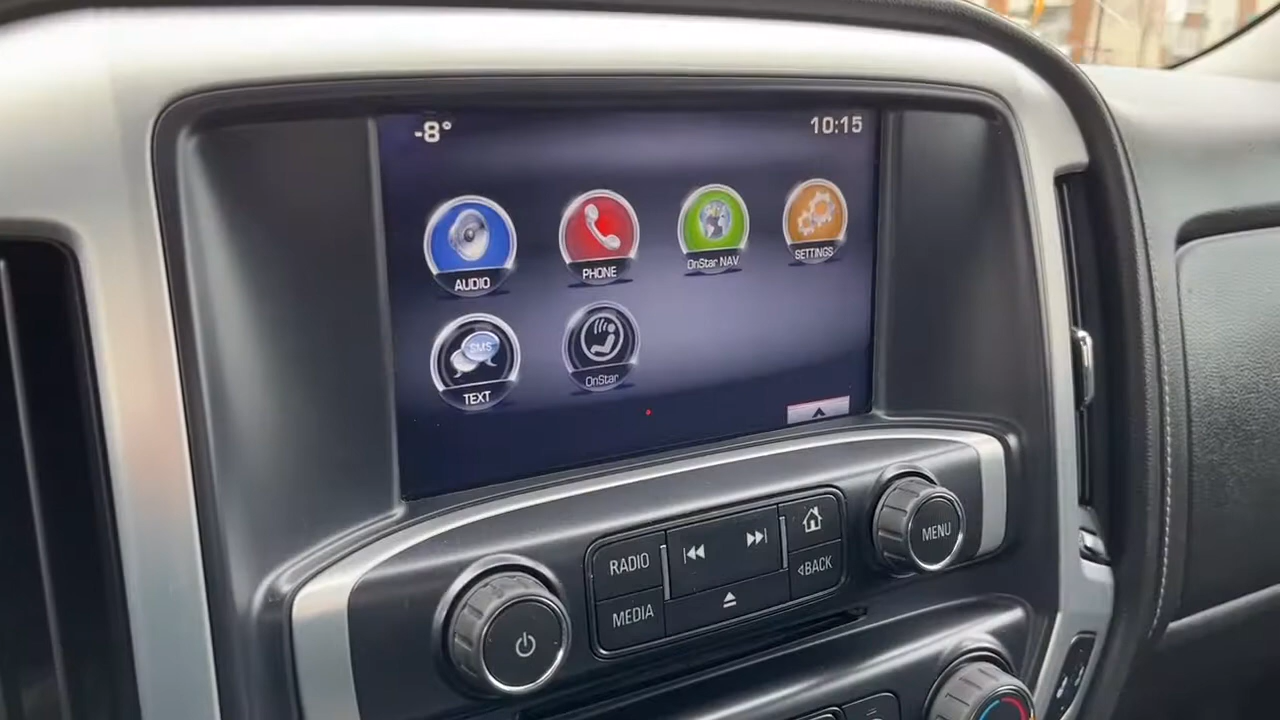 -8° 10:15
AUDIO PHONE OnStar NAV SETTINGS
SMS
TEXT OnStar
RADIO
MEDIA
BACK
MENU